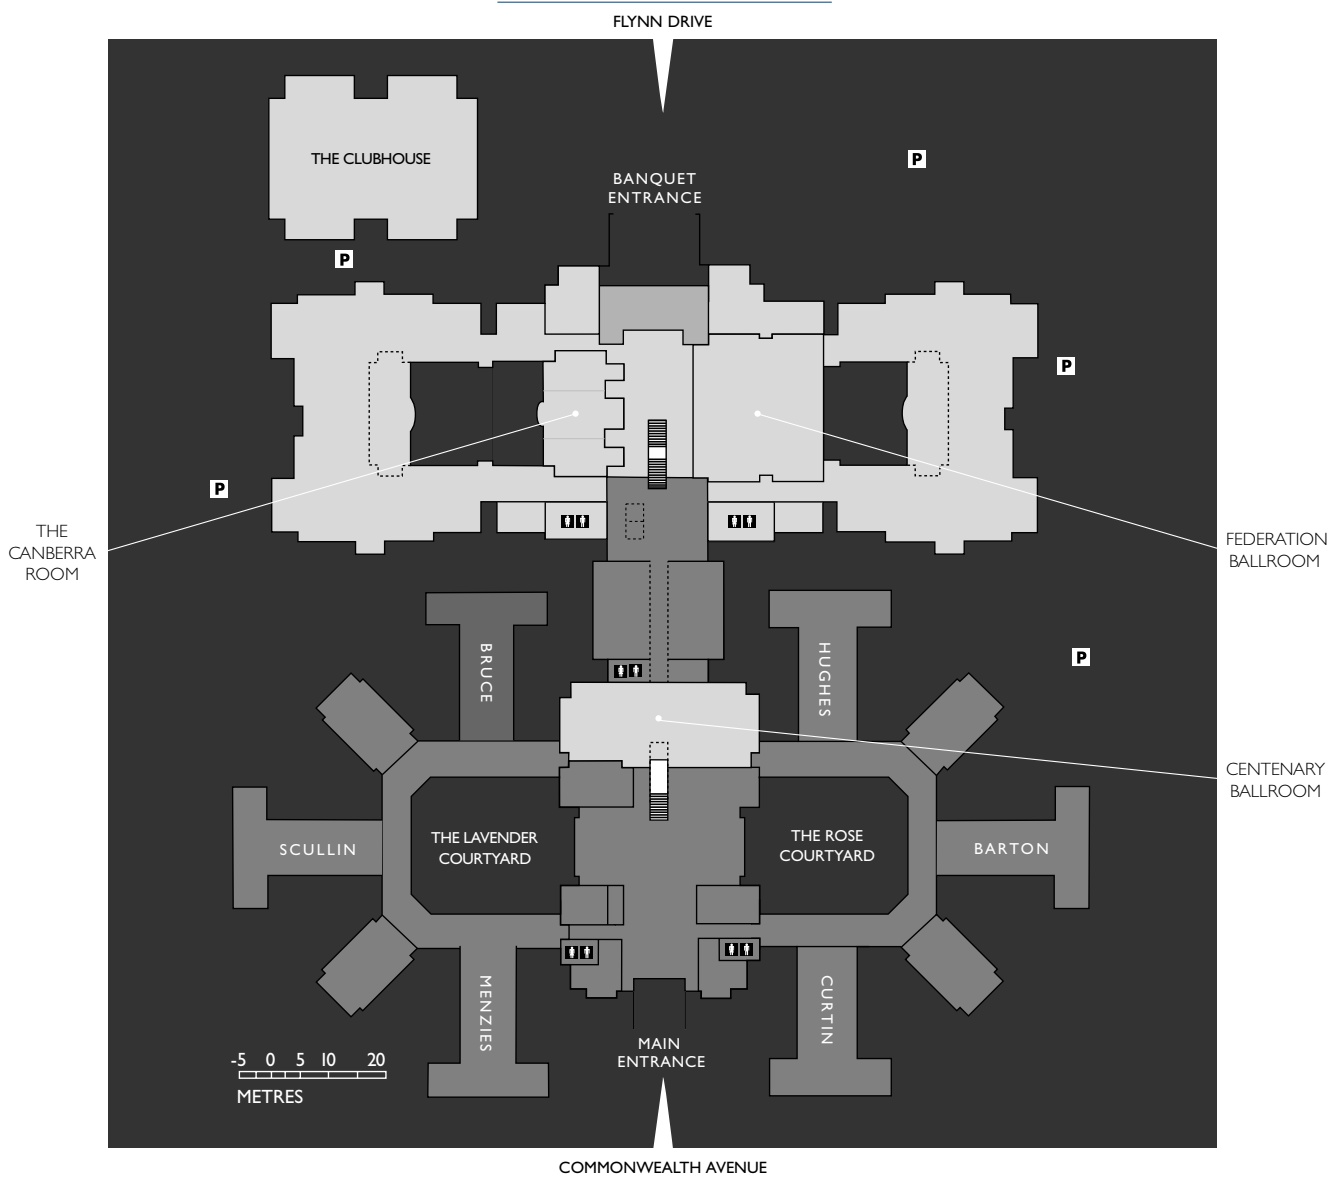 FLYNN DRIVE
THE CLUBHOUSE
P
BANQUET
ENTRANCE
P
P
P
THE
CANBERRA
ROOM
FEDERATION
BALLROOM
BRUCE
HUGHES
P
CENTENARY
BALLROOM
SCULLIN
THE LAVENDER
COURTYARD
THE ROSE
COURTYARD
BARTON
MENZIES
CURTIN
MAIN
ENTRANCE
-5 0 5 10 20
METRES
COMMONWEALTH AVENUE